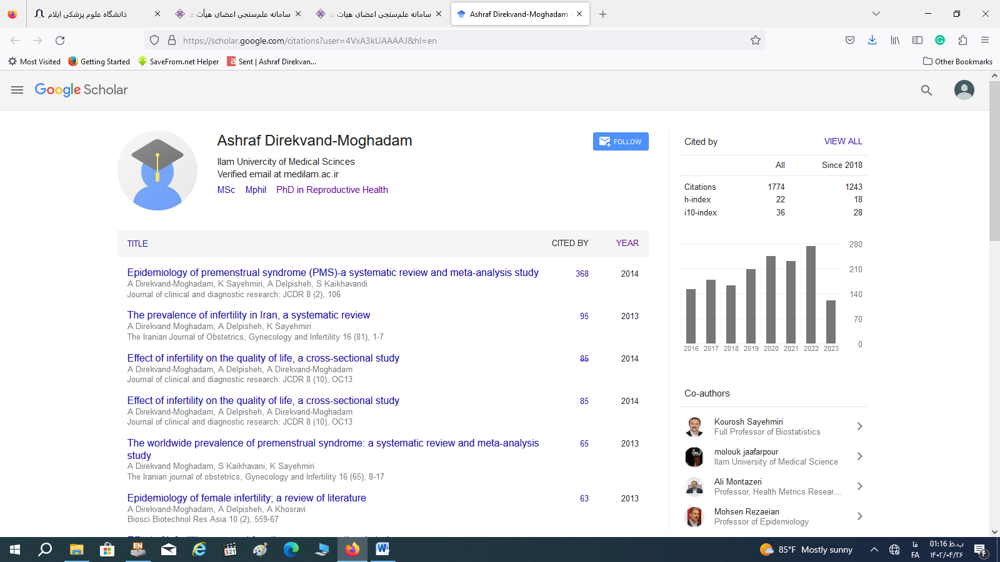 دانشگاه علوم پزشکی ایلام
سامانه علم‌سنجی اعضای هیأت ع
سامانه علم‌سنجی اعضای هیات ع
Ashraf Direkvand-Moghadam -
https://scholar.google.com/citations?user=4VxA3kUAAAAJ&hl=en
Most Visited
Getting Started
SaveFrom.net Helper
Sent | Ashraf Direkvan...
Other Bookmarks
Google Scholar
Ashraf Direkvand-Moghadam
FOLLOW
Ilam Univercity of Medical Scinces
Verified email at medilam.ac.ir
MSc Mphil PhD in Reproductive Health
TITLE CITED BY YEAR
Epidemiology of premenstrual syndrome (PMS)-a systematic review and meta-analysis study 368 2014
A Direkvand-Moghadam, K Sayehmiri, A Delpisheh, S Kaikhavandi
Journal of clinical and diagnostic research: JCDR 8 (2), 106
The prevalence of infertility in Iran, a systematic review 95 2013
A Direkvand Moghadam, A Delpisheh, K Sayehmiri
The Iranian Journal of Obstetrics, Gynecology and Infertility 16 (81), 1-7
Effect of infertility on the quality of life, a cross-sectional study 85 2014
A Direkvand-Moghadam, A Delpisheh, A Direkvand-Moghadam
Journal of clinical and diagnostic research: JCDR 8 (10), OC13
Effect of infertility on the quality of life, a cross-sectional study 85 2014
A Direkvand-Moghadam, A Delpisheh, A Direkvand-Moghadam
Journal of clinical and diagnostic research: JCDR 8 (10), OC13
The worldwide prevalence of premenstrual syndrome: a systematic review and meta-analysis 65 2013
study
A Direkvand Moghadam, S Kaikhavani, K Sayehmiri
The Iranian journal of obstetrics, Gynecology and Infertility 16 (65), 8-17
Epidemiology of female infertility; a review of literature 63 2013
A Direkvand-Moghadam, A Delpisheh, A Khosravi
Biosci Biotechnol Res Asia 10 (2), 559-67
Cited by VIEW ALL
All Since 2018
Citations 1774 1243
h-index 22 18
i10-index 36 28
280
210
140
70
0
2016 2017 2018 2019 2020 2021 2022 2023
Co-authors
Kourosh Sayehmiri
Full Professor of Biostatistics
molouk jaafarpour
Ilam University of Medical Science
Ali Montazeri
Professor, Health Metrics Resear...
Mohsen Rezaeian
Professor of Epidemiology
EN
321
85°F Mostly sunny
فا
FA
01:16 ب.ظ
۱۴۰۲/۰۴/۲۶
۴